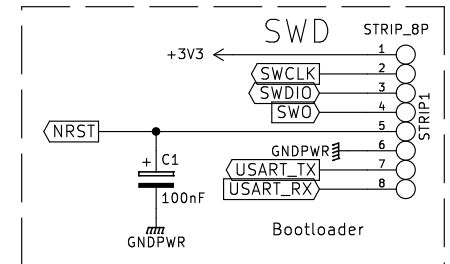 SWD
STRIP_8P
+3V3
1
SWCLK
2
SWDIO
3
SWO
4
NRST
5
STRIP1
GNDPWR
6
+ C1
USART_TX
7
100nF
USART_RX
8
GNDPWR
Bootloader